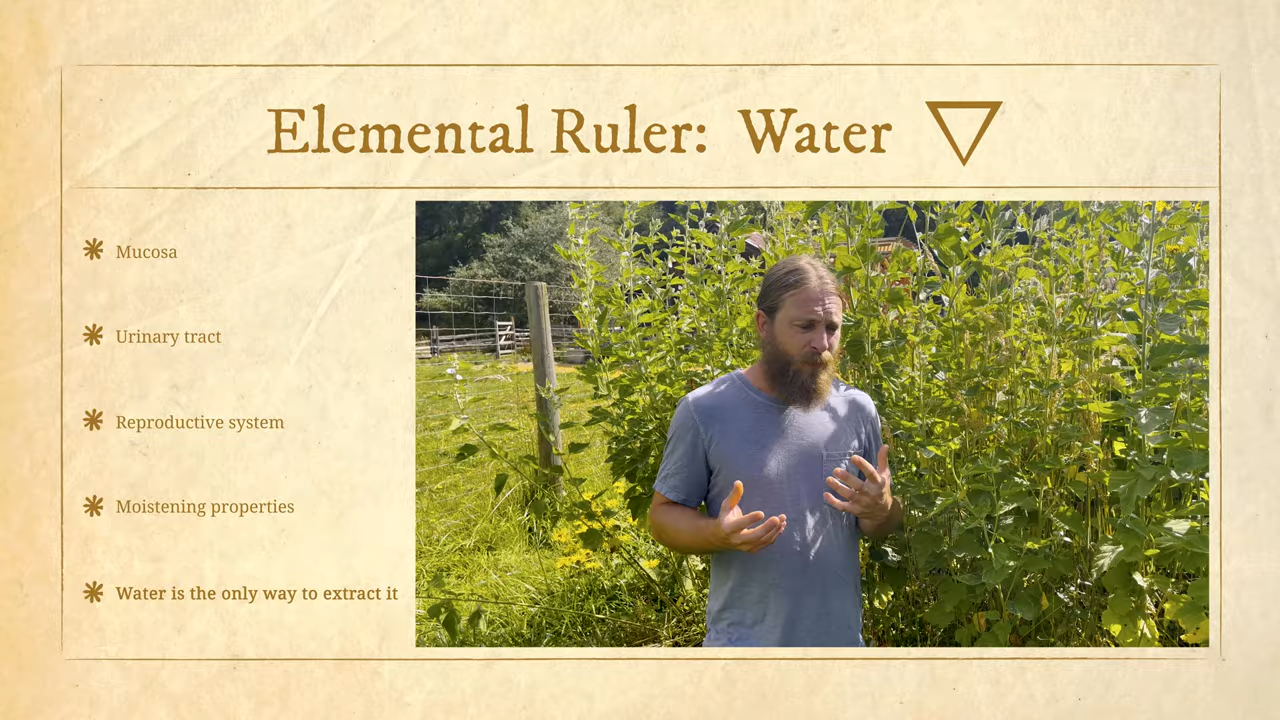 Elemental Ruler: Water
Mucosa
Urinary tract
Reproductive system
Moistening properties
Water is the only way to extract it